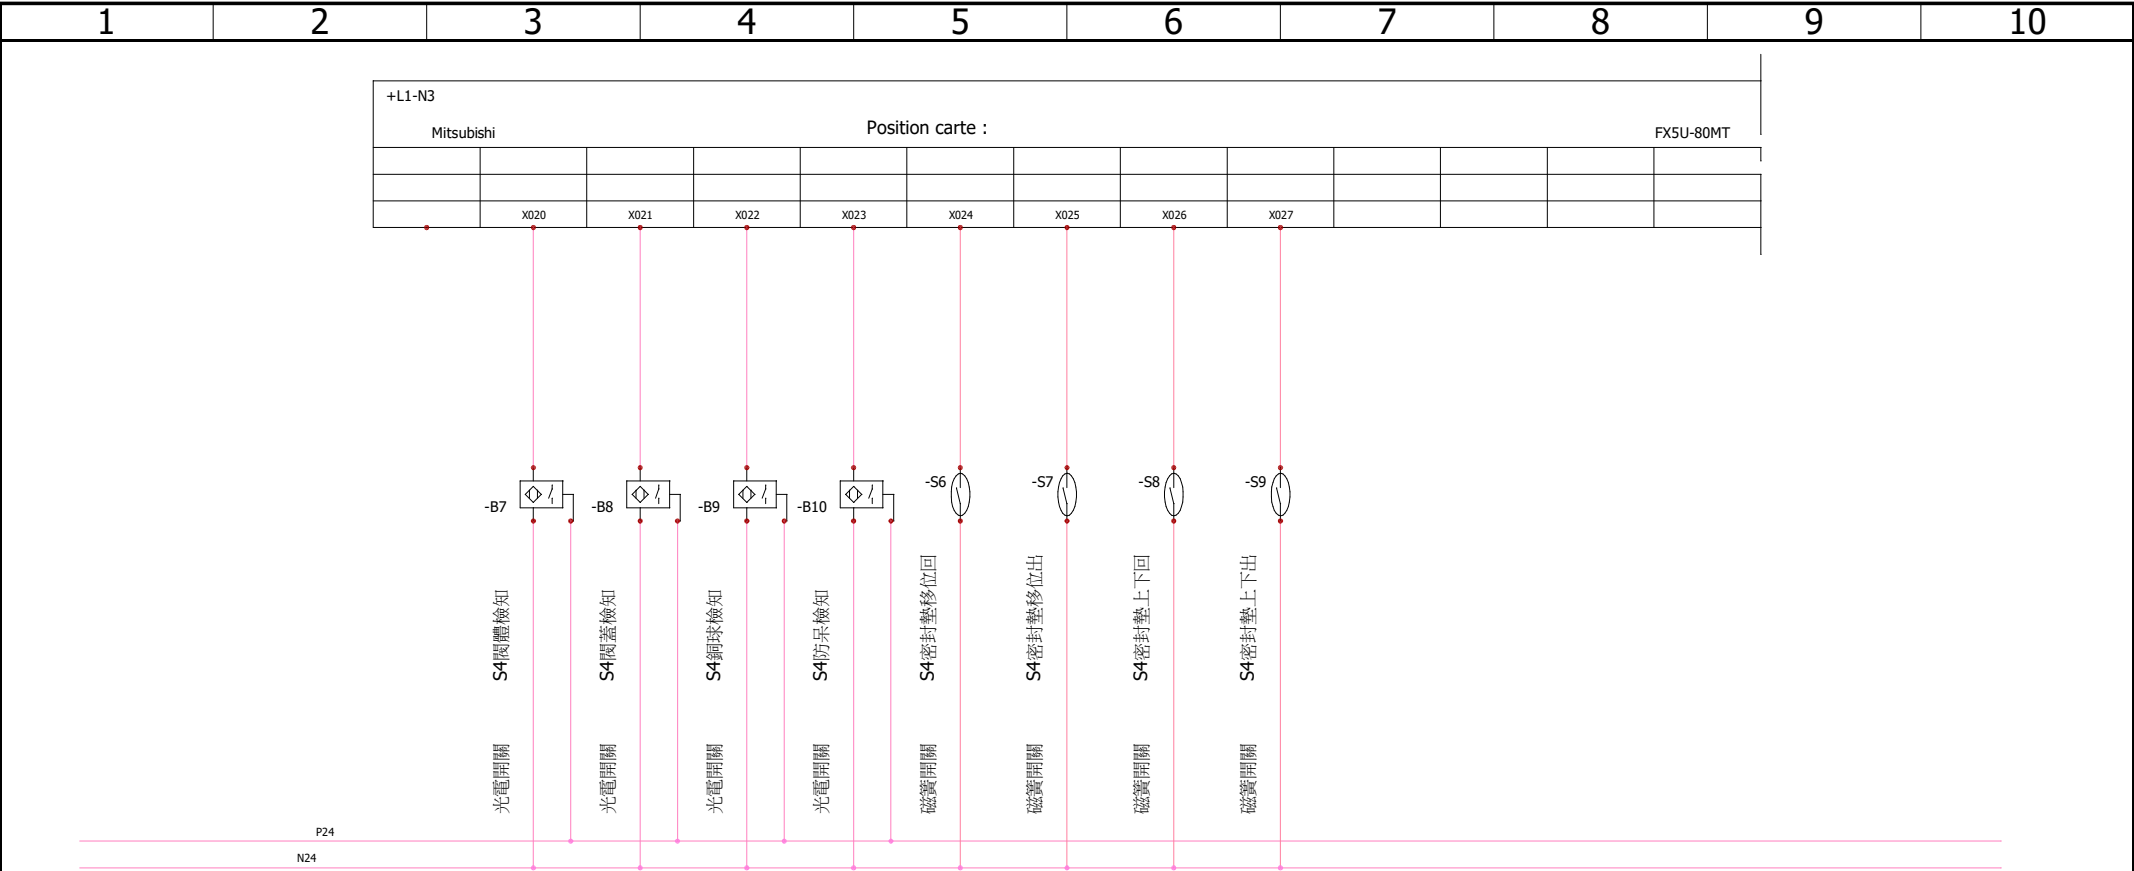 1 2 3 4 5 6 7 8 9 10
+L1-N3
Mitsubishi
Position carte :
FX5U-80MT
X020 X021 X022 X023 X024 X025 X026 X027
-B7
-B8
-B9
-B10
-S6
-S7
-S8
-S9
S4閥體檢知
S4閥蓋檢知
S4銅球檢知
S4防呆檢知
S4密封墊移位回
S4密封墊移位出
S4密封墊上下回
S4密封墊上下出
光電開關
光電開關
光電開關
光電開關
磁簧開關
磁簧開關
磁簧開關
磁簧開關
P24
N24